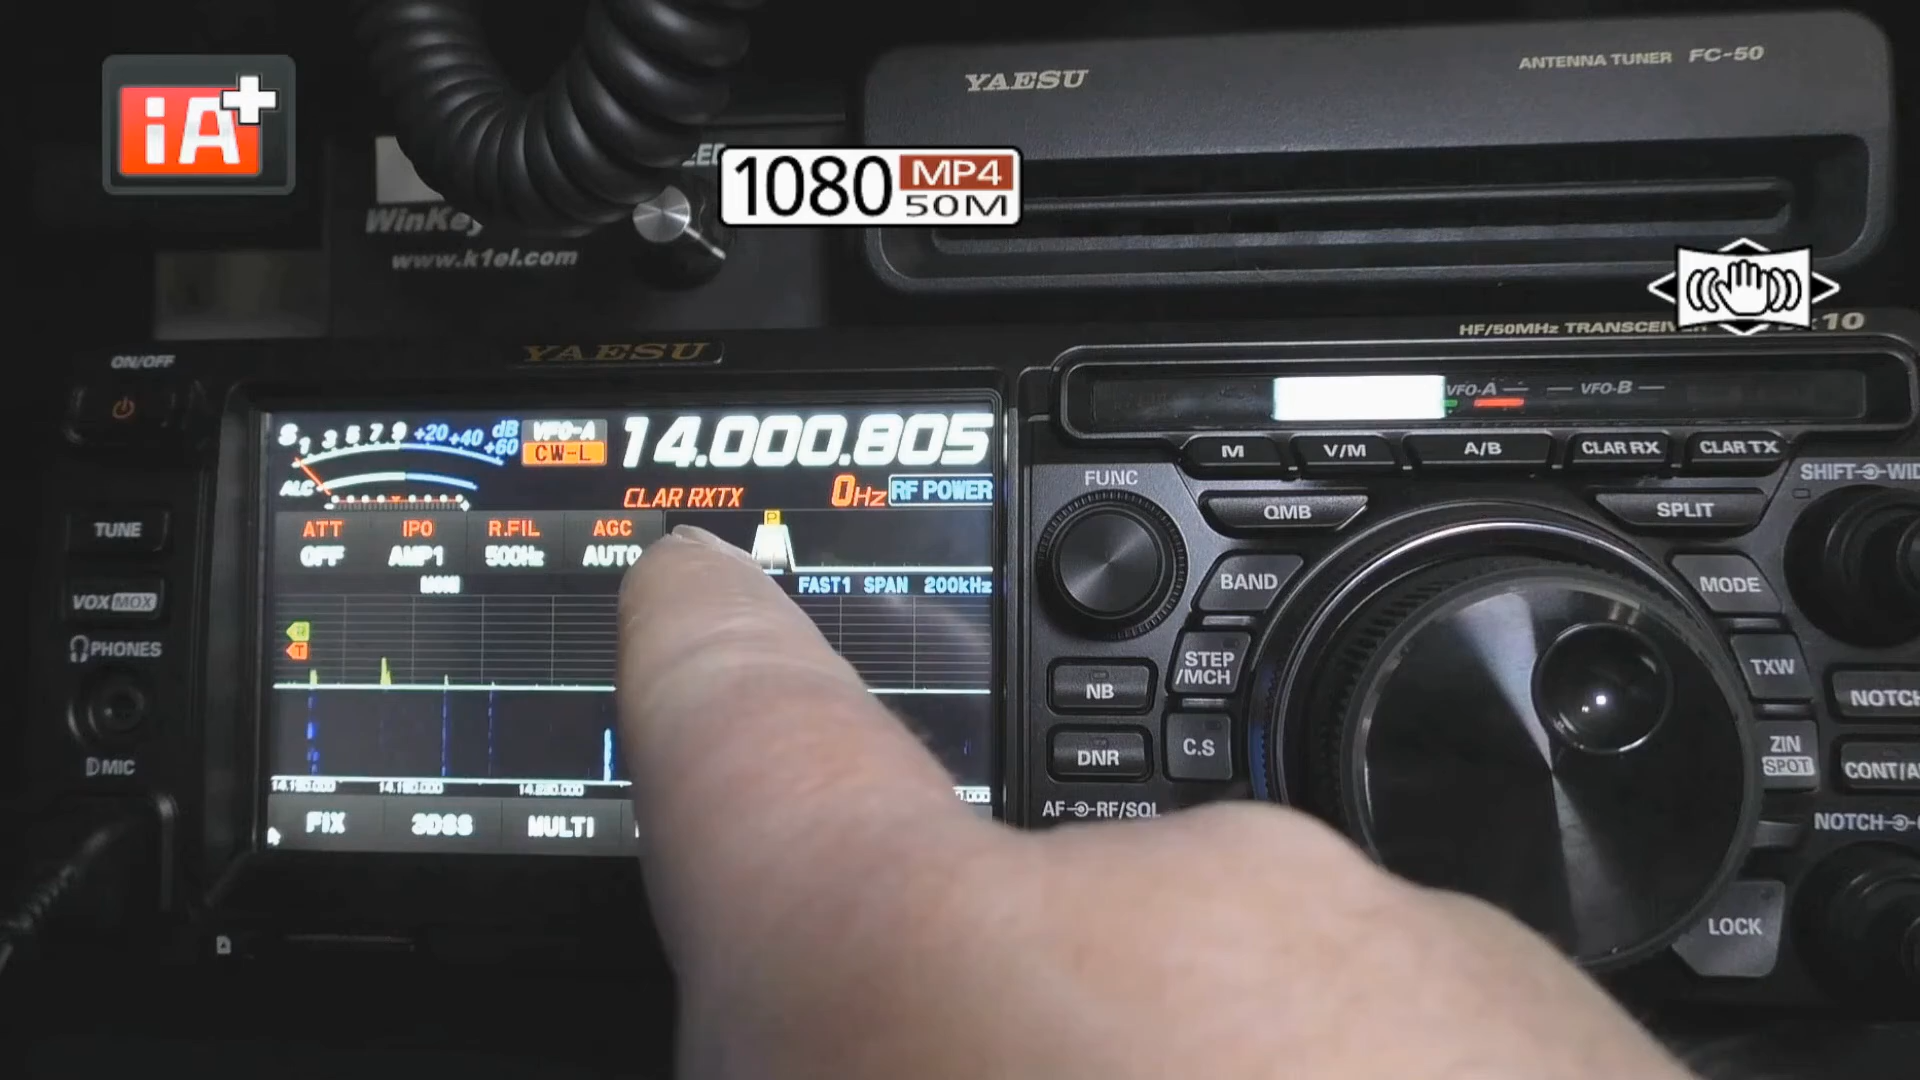 iA+
YAESU
ANTENNA TUNER FC-50
1080 MP4 50M
WinKey
www.k1el.com
HF/50MHz TRANSCEIVER
10
ON/OFF
YAESU
VFO-A
VFO-B
S 1 3 5 7 9 +20 +40 +60 dB
VFO-A
CW-L
14.000.805
ALC
CLAR RXTX
0Hz
RF POWER
M
V/M
A/B
CLAR RX
CLAR TX
FUNC
QMB
SPLIT
TUNE
ATT
IPO
R.FIL
AGC
P
OFF
AMP1
500Hz
AUTO
MON
FAST1 SPAN 200kHz
BAND
MODE
VOX MOX
PHONES
T
STEP
/MCH
TXW
NB
DNR
C.S
ZIN
SPOT
MIC
AF
RF/SQL
FIX
3DSS
MULTI
LOCK